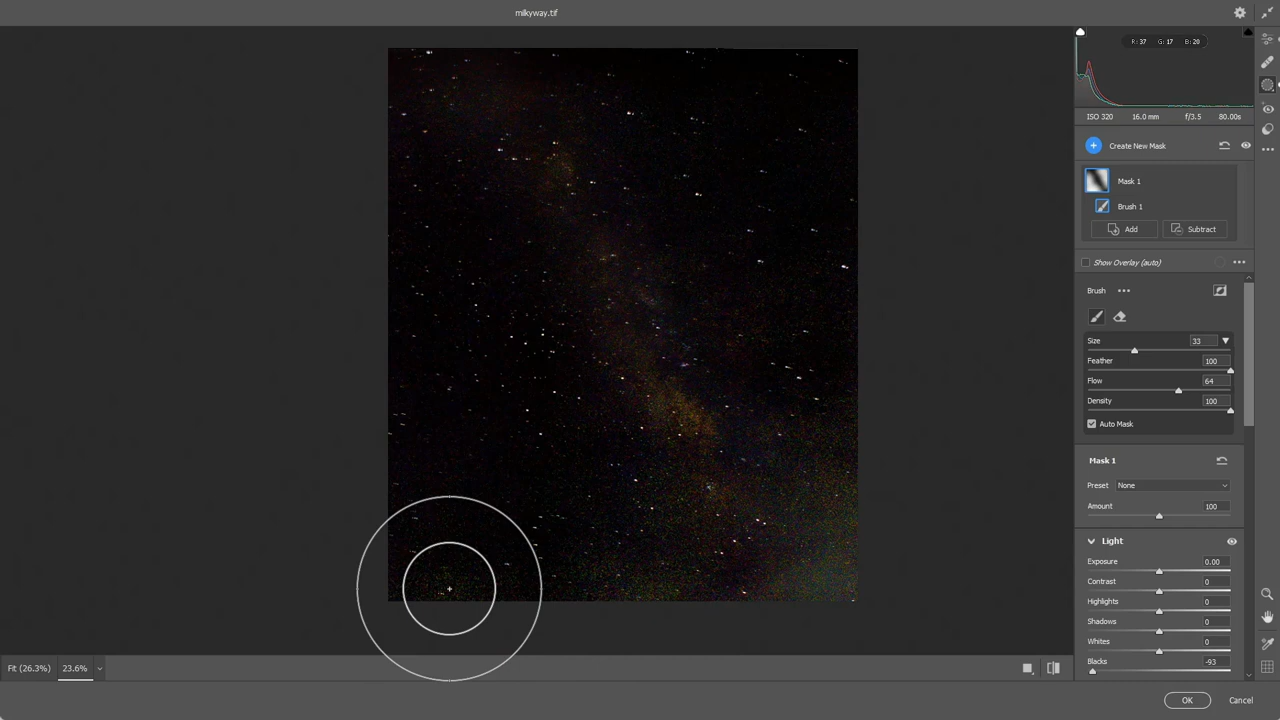 milkyway.tif
R: 37 G: 17 B: 20
ISO 320 16.0 mm f/3.5 80.00s
Create New Mask
Mask 1
Brush 1
Add Subtract
Show Overlay (auto)
Brush
Size 33
Feather 100
Flow 64
Density 100
Auto Mask
Mask 1
Preset None
Amount 100
Light
Exposure 0.00
Contrast 0
Highlights 0
Shadows 0
Whites 0
Blacks -93
Fit (26.3%) 23.6%
OK Cancel